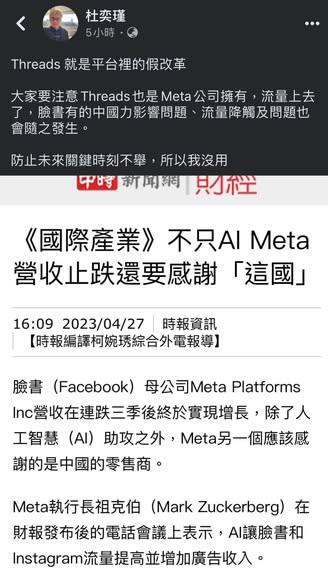 杜奕瑾
5小時
Threads 就是平台裡的假改革
大家要注意 Threads也是 Meta公司擁有，流量上去
了，臉書有的中國力影響問題、流量降觸及問題也
會隨之發生。
防止未來關鍵時刻不舉，所以我沒用
中時 新聞網 財經
《國際產業》不只AI Meta
營收止跌還要感謝「這國」
16:09 2023/04/27 時報資訊
【時報編譯柯婉琇綜合外電報導】
臉書（Facebook）母公司Meta Platforms
Inc營收在連跌三季後終於實現增長，除了人
工智慧（AI）助攻之外，Meta另一個應該感
謝的是中國的零售商。
Meta執行長祖克伯（Mark Zuckerberg）在
財報發布後的電話會議上表示，AI讓臉書和
Instagram流量提高並增加廣告收入。